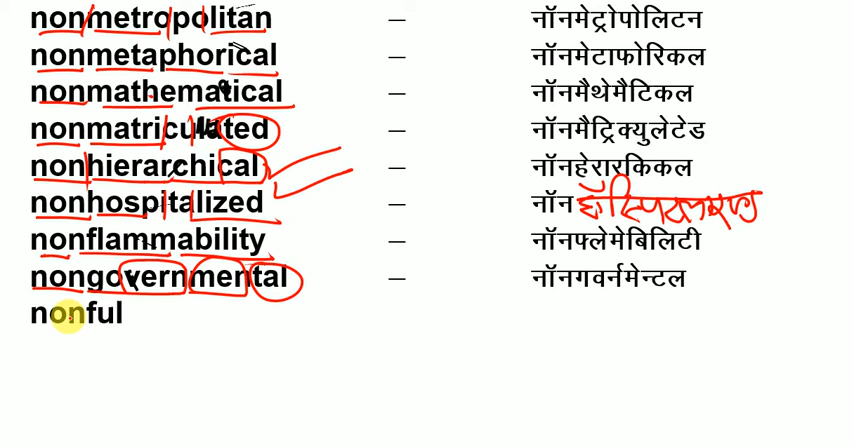 nonmetropolitan – नॉनमेट्रोपोलिटन
nonmetaphorical – नॉनमेटाफोरिकल
nonmathematical – नॉनमैथेमैटिकल
nonmatriculated – नॉनमैट्रिक्युलेटेड
nonhierarchical – नॉनहेरारकिकल
nonhospitalized – नॉन
nonflammability – नॉनफ्लेमेबिलिटी
nongovernmental – नॉनगवर्नमेन्टल
nonful